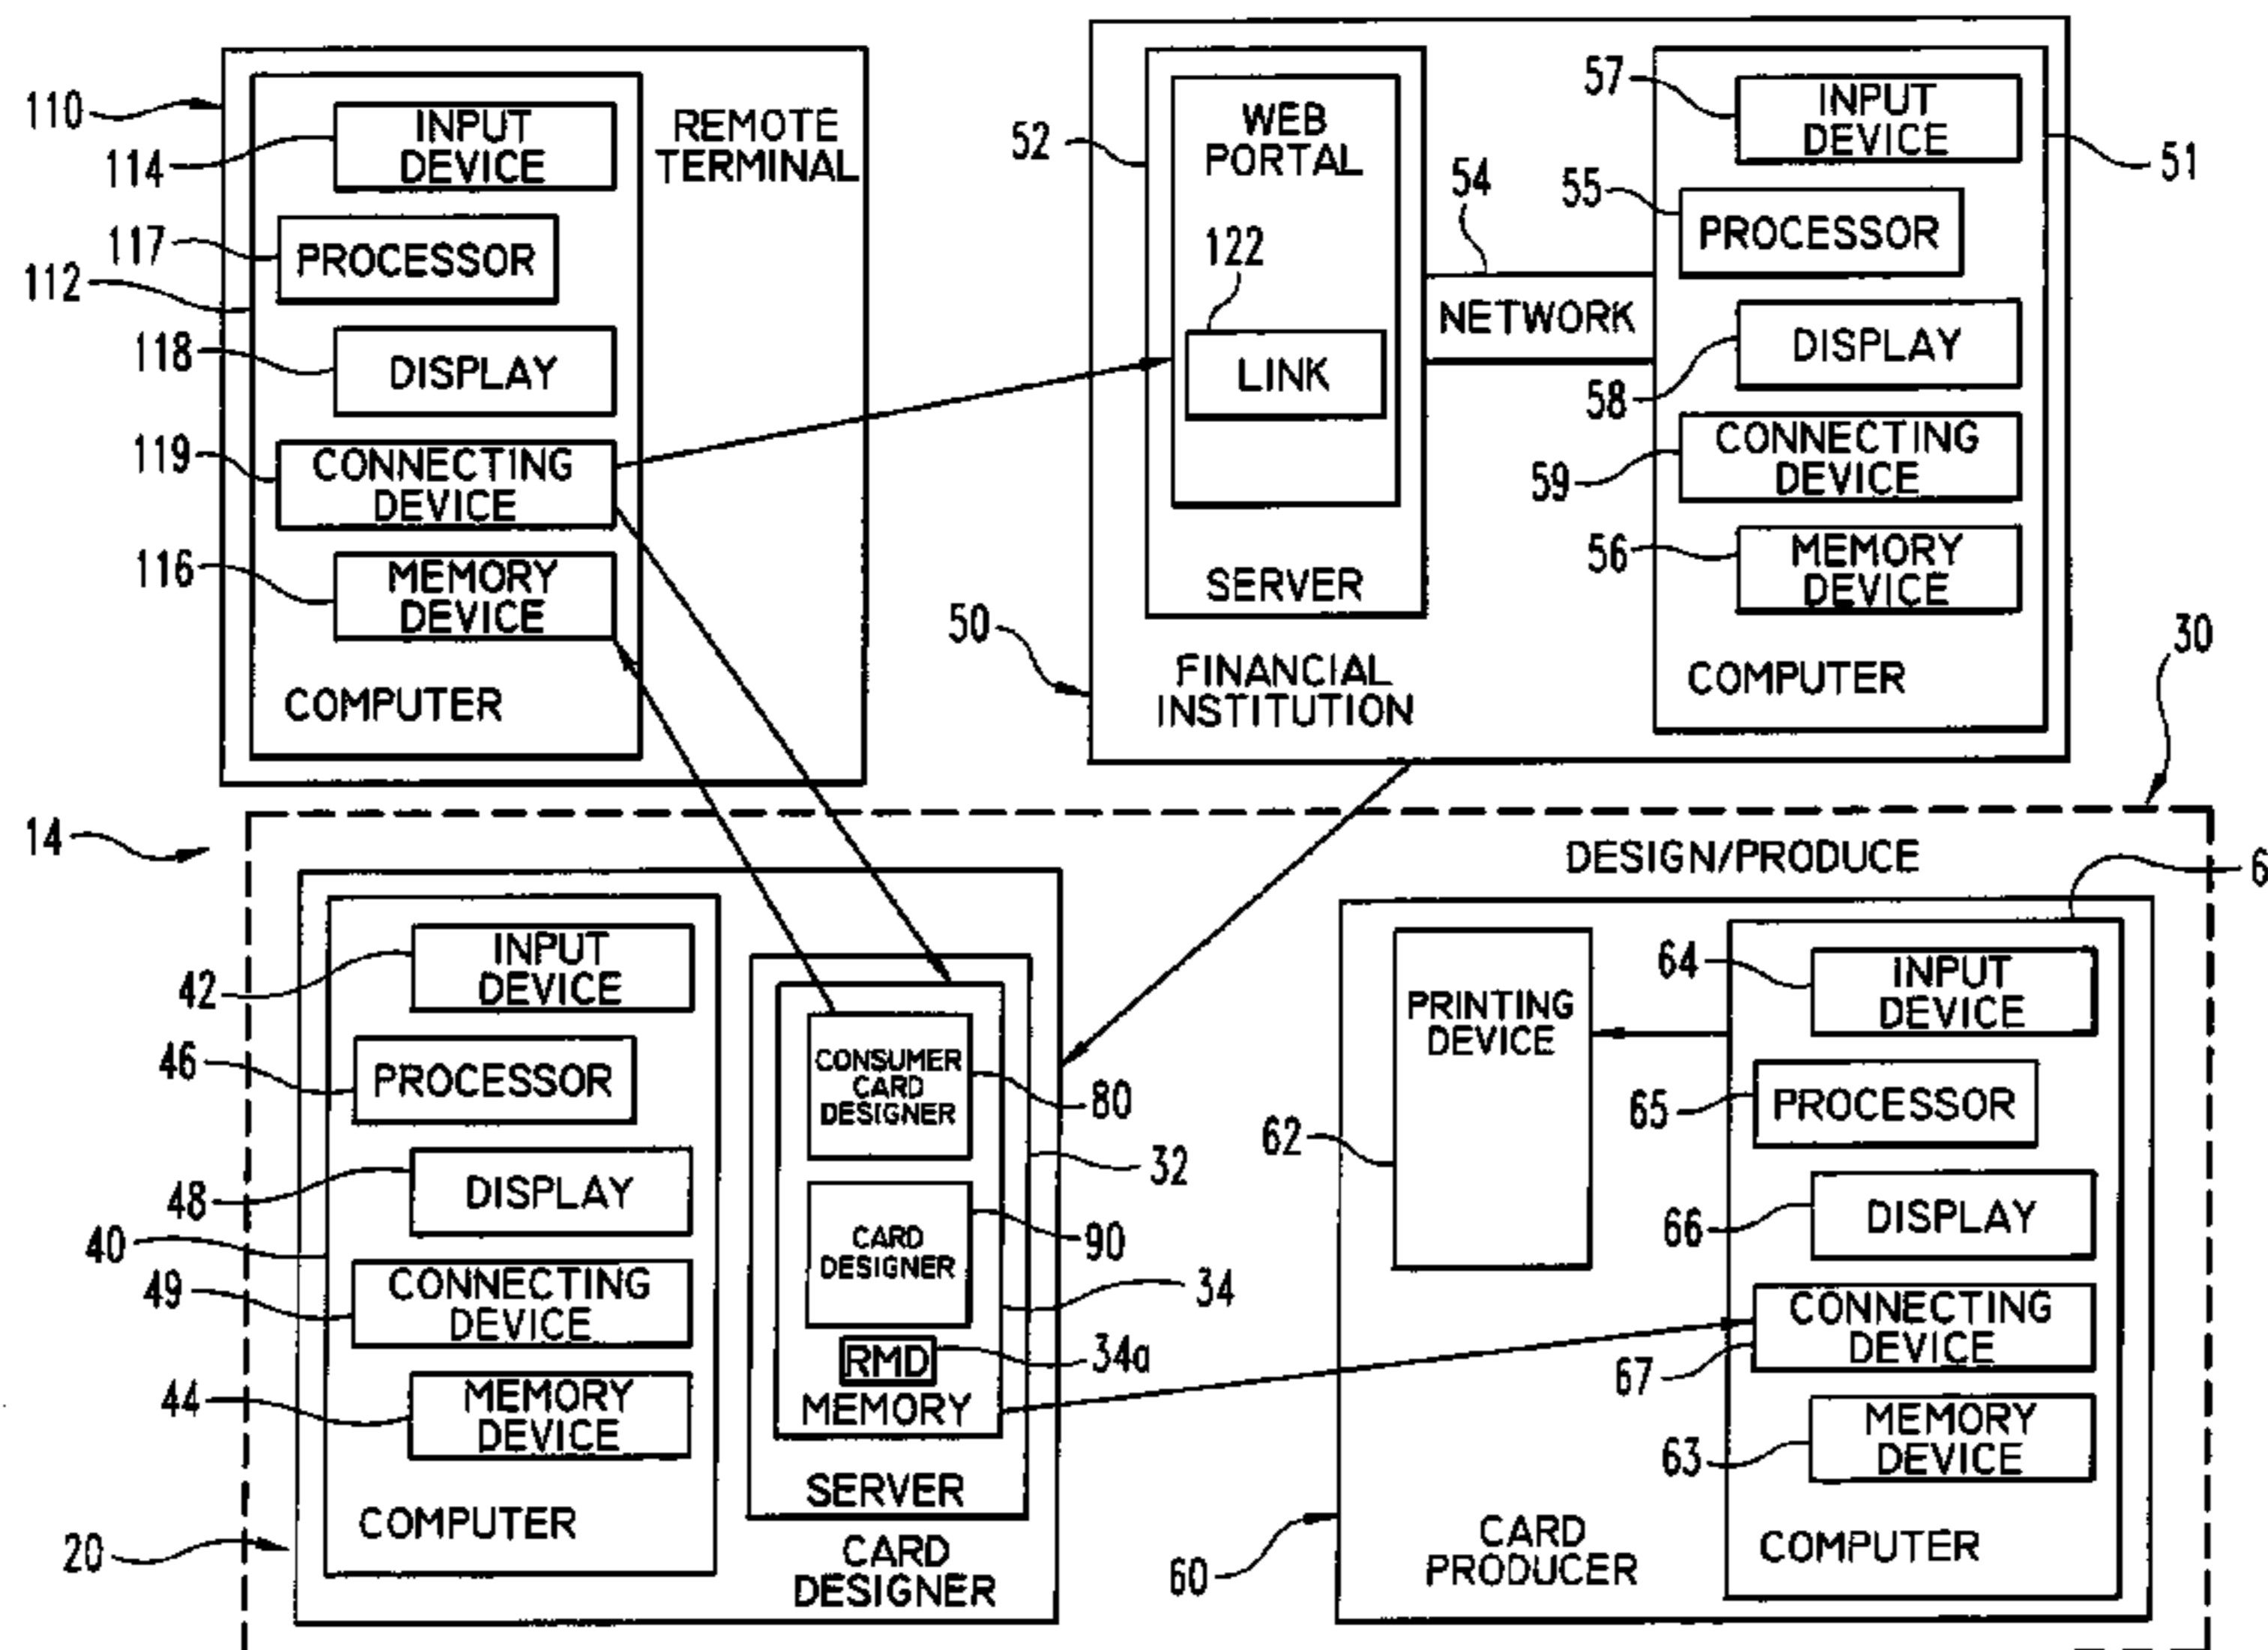 110
114
117
112
118
119
116
INPUT
DEVICE
PROCESSOR
DISPLAY
CONNECTING
DEVICE
MEMORY
DEVICE
COMPUTER
REMOTE
TERMINAL
52
WEB
PORTAL
122
LINK
SERVER
54
NETWORK
50
FINANCIAL
INSTITUTION
57
55
58
59
56
51
INPUT
DEVICE
PROCESSOR
DISPLAY
CONNECTING
DEVICE
MEMORY
DEVICE
COMPUTER
30
14
DESIGN/PRODUCE
42
46
48
40
49
44
20
INPUT
DEVICE
PROCESSOR
DISPLAY
CONNECTING
DEVICE
MEMORY
DEVICE
COMPUTER
CONSUMER
CARD
DESIGNER
80
32
CARD
DESIGNER
90
34
RMD
34a
MEMORY
SERVER
CARD
DESIGNER
PRINTING
DEVICE
62
60
CARD
PRODUCER
6
64
65
66
67
63
INPUT
DEVICE
PROCESSOR
DISPLAY
CONNECTING
DEVICE
MEMORY
DEVICE
COMPUTER